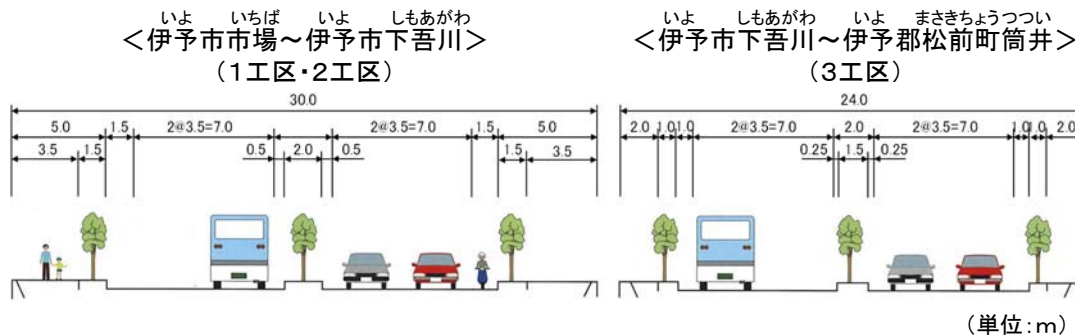 いよ いちば いよ しもあがわ
<伊予市市場~伊予市下吾川>
(1工区・2工区)
30.0
5.0 1.5 2@3.5=7.0 2@3.5=7.0 1.5 5.0
3.5 1.5 0.5 2.0 0.5 1.5 3.5
いよ しもあがわ いよ まさきちょうつつい
<伊予市下吾川~伊予郡松前町筒井>
(3工区)
24.0
2.0 1.0 1.0 2@3.5=7.0 2.0 2@3.5=7.0 1.0 1.0 2.0
0.25 1.5 0.25
(単位:m)